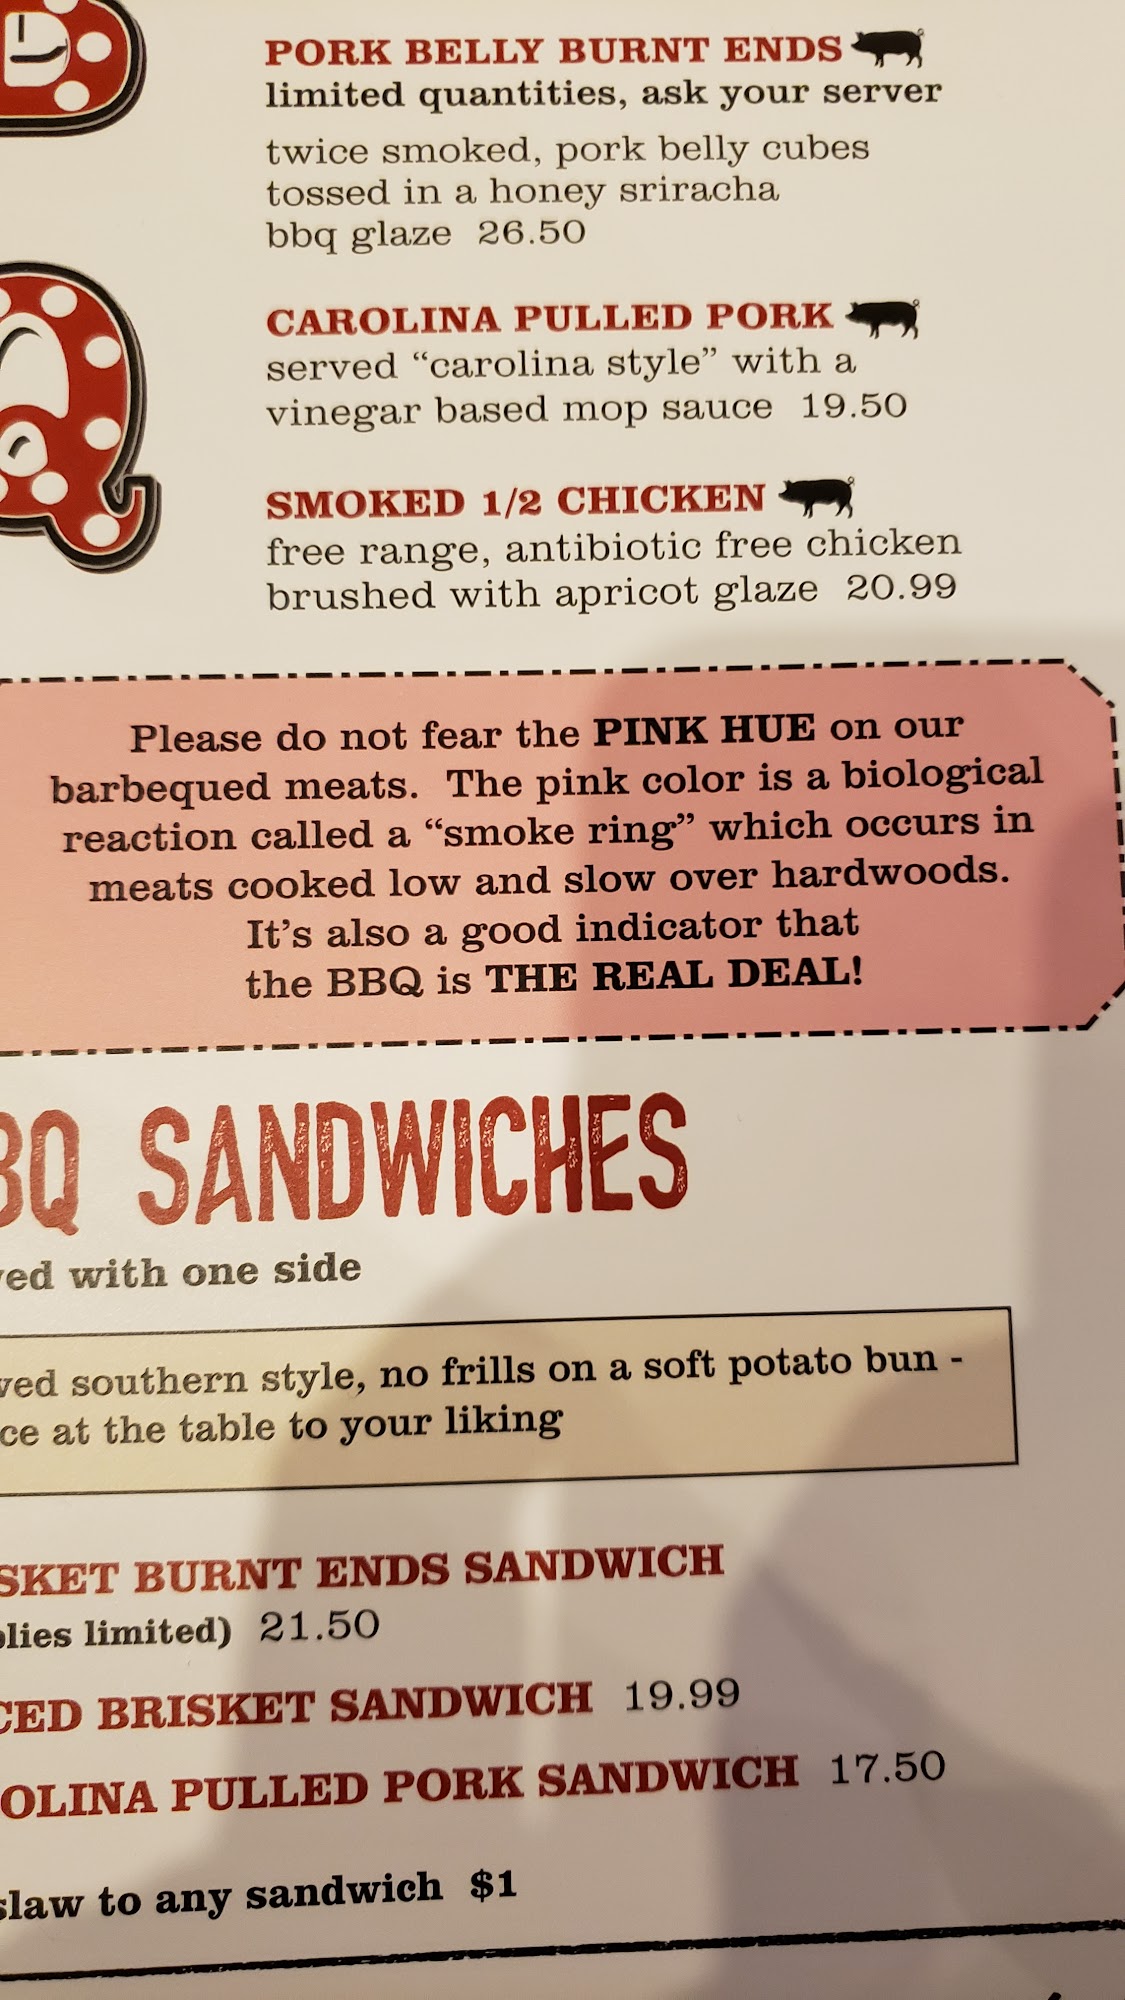 PORK BELLY BURNT ENDS
limited quantities, ask your server
twice smoked, pork belly cubes
tossed in a honey sriracha
bbq glaze 26.50
Q
CAROLINA PULLED PORK
served “carolina style” with a
vinegar based mop sauce 19.50
SMOKED 1/2 CHICKEN
free range, antibiotic free chicken
brushed with apricot glaze 20.99
Please do not fear the PINK HUE on our
barbequed meats. The pink color is a biological
reaction called a “smoke ring” which occurs in
meats cooked low and slow over hardwoods.
It’s also a good indicator that
the BBQ is THE REAL DEAL!
BQ SANDWICHES
ved with one side
ved southern style, no frills on a soft potato bun -
ce at the table to your liking
SKET BURNT ENDS SANDWICH
plies limited) 21.50
CED BRISKET SANDWICH 19.99
OLINA PULLED PORK SANDWICH 17.50
slaw to any sandwich $1